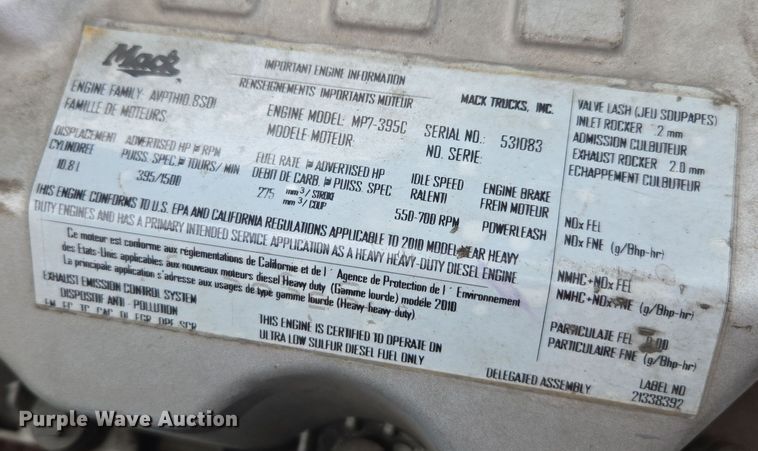 Mack
IMPORTANT ENGINE INFORMATION
RENSEIGNEMENTS IMPORTANTS MOTEUR
MACK TRUCKS, INC.
ENGINE FAMILY: AVPTH10.8S01
FAMILLE DE MOTEURS
ENGINE MODEL: MP7-395C
MODELE MOTEUR:
SERIAL NO.: 531083
NO. SERIE:
DISPLACEMENT
CYLINDREE
10.8 l
ADVERTISED HP @ RPM
PUISS. SPEC @ TOURS/ MIN
395/1500
FUEL RATE @ ADVERTISED HP
DEBIT DE CARB. @ PUISS. SPEC
275 mm³ / STROKE
mm³ / COUP
IDLE SPEED
RALENTI
550-700 RPM
ENGINE BRAKE
FREIN MOTEUR
POWERLEASH
THIS ENGINE CONFORMS TO U.S. EPA AND CALIFORNIA REGULATIONS APPLICABLE TO 2010 MODEL YEAR HEAVY
DUTY ENGINES AND HAS A PRIMARY INTENDED SERVICE APPLICATION AS A HEAVY HEAVY-DUTY DIESEL ENGINE
Ce moteur est conforme aux réglementations de Californie et de l' Agence de Protection de l' Environnement
des Etats-Unis applicables aux nouveaux moteurs diesel Heavy duty (Gamme lourde) modéle 2010
La principale application s'adresse aux usages de type gamme lourde (Heavy heavy-duty)
EXHAUST EMISSION CONTROL SYSTEM
DISPOSITIF ANTI - POLLUTION
EM, EC, TC, CAC, DI, EGR, DPF, SCR
THIS ENGINE IS CERTIFIED TO OPERATE ON
ULTRA LOW SULFUR DIESEL FUEL ONLY
DELEGATED ASSEMBLY
VALVE LASH (JEU SOUPAPES)
INLET ROCKER .2 mm
ADMISSION CULBUTEUR
EXHAUST ROCKER 2.0 mm
ECHAPPEMENT CULBUTEUR
NOx FEL
NOx FNE (g/Bhp-hr)
NMHC+NOx FEL
NMHC+NOx FNE (g/Bhp-hr)
PARTICULATE FEL
PARTICULAIRE FNE (g/Bhp-hr)
LABEL NO
21338392
Purple Wave Auction